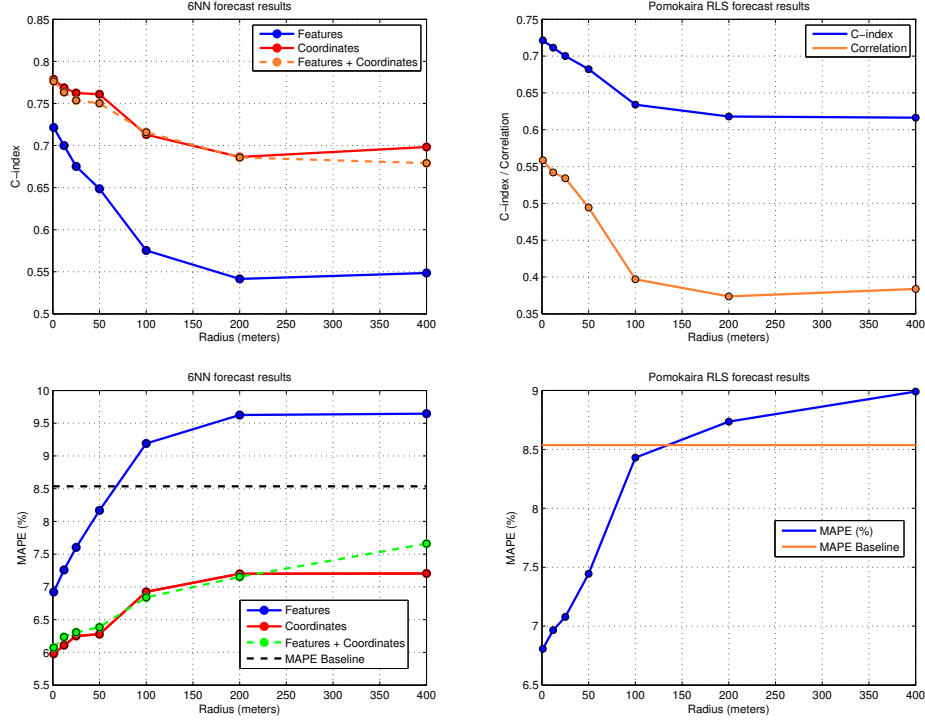 6NN forecast results
0.85
0.8
0.75
0.7
0.65
0.6
0.55
0.5
C-index
Features
Coordinates
Features + Coordinates
0 50 100 150 200 250 300 350 400
Radius (meters)
Pomokaira RLS forecast results
0.75
0.7
0.65
0.6
0.55
0.5
0.45
0.4
0.35
C-index / Correlation
C-index
Correlation
0 50 100 150 200 250 300 350 400
Radius (meters)
6NN forecast results
10
9.5
9
8.5
8
7.5
7
6.5
6
5.5
MAPE (%)
Features
Coordinates
Features + Coordinates
MAPE Baseline
0 50 100 150 200 250 300 350 400
Radius (meters)
Pomokaira RLS forecast results
9
8.5
8
7.5
7
6.5
MAPE (%)
MAPE (%)
MAPE Baseline
0 50 100 150 200 250 300 350 400
Radius (meters)